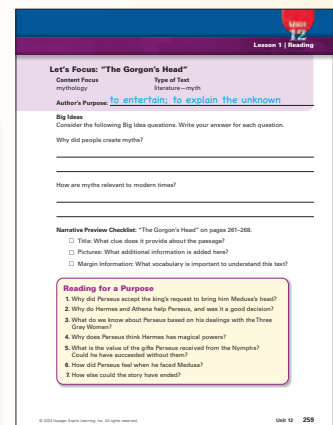 Unit
12
Lesson 1 | Reading
Let's Focus: "The Gorgon's Head"
Content Focus
mythology
Type of Text
literature—myth
Author's Purpose: to entertain; to explain the unknown
Big Ideas
Consider the following Big Idea questions. Write your answer for each question.
Why did people create myths?
How are myths relevant to modern times?
Narrative Preview Checklist: "The Gorgon's Head" on pages 261–268.
☐ Title: What clue does it provide about the passage?
☐ Pictures: What additional information is added here?
☐ Margin Information: What vocabulary is important to understand this text?
Reading for a Purpose
1. Why did Perseus accept the king's request to bring him Medusa's head?
2. Why do Hermes and Athena help Perseus, and was it a good decision?
3. What do we know about Perseus based on his dealings with the Three
Gray Women?
4. Why does Perseus think Hermes has magical powers?
5. What is the value of the gifts Perseus received from the Nymphs?
Could he have succeeded without them?
6. How did Perseus feel when he faced Medusa?
7. How else could the story have ended?
Unit 12 259